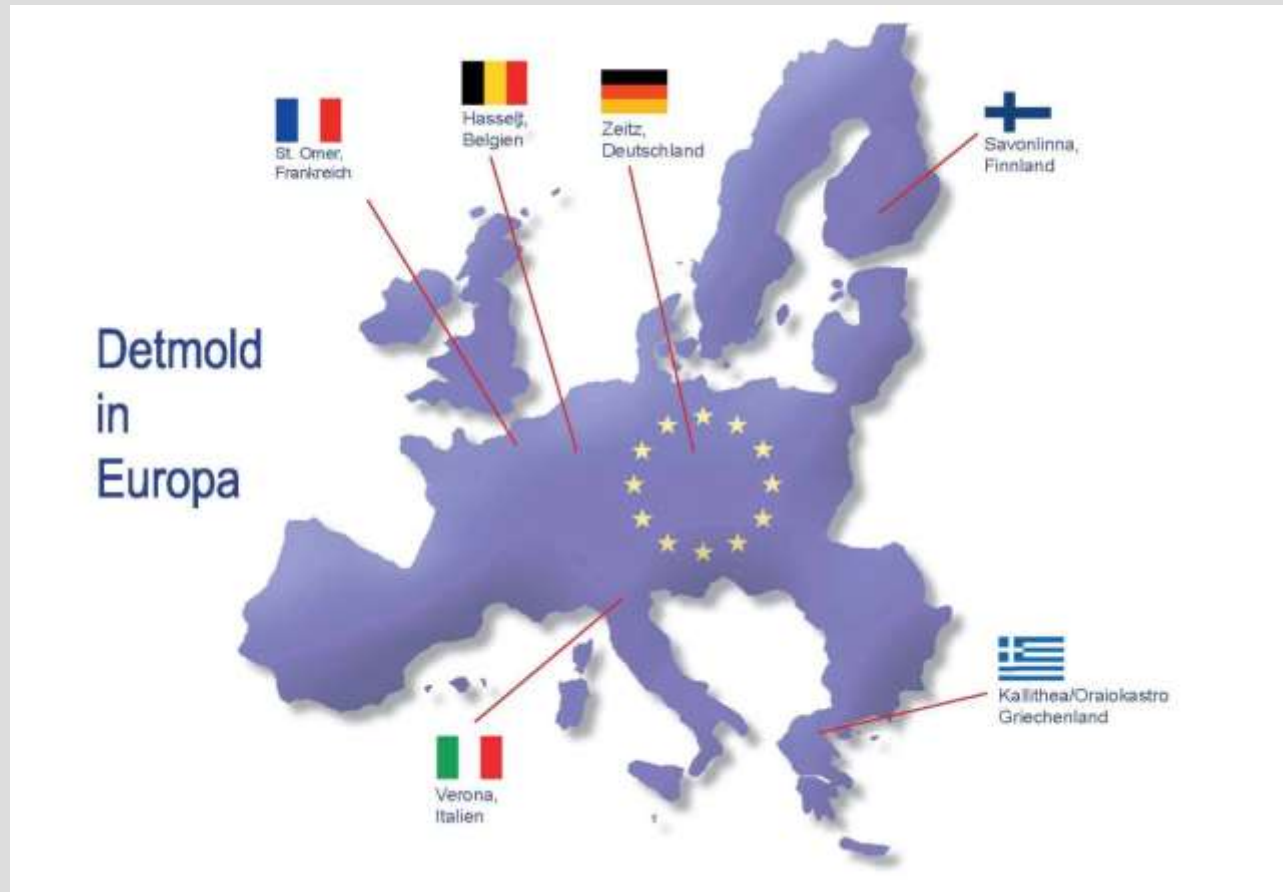 Hasselt,
Belgien
Zeitz,
Deutschland
St. Omer,
Frankreich
Savonlinna,
Finnland
Detmold
in
Europa
Kallithea/Oraiokastro
Griechenland
Verona,
Italien